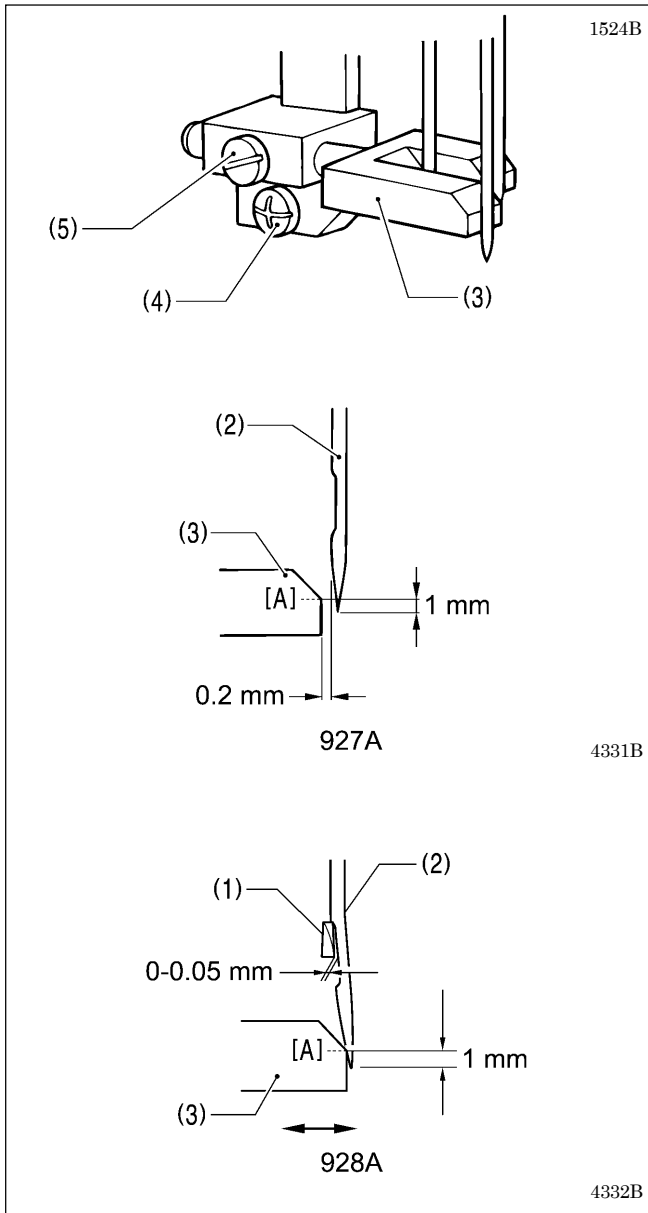 1524B
(5)
(4)
(3)
(2)
(3)
[A]
1 mm
0.2 mm
927A
4331B
(1)
(2)
0-0.05 mm
[A]
1 mm
(3)
928A
4332B